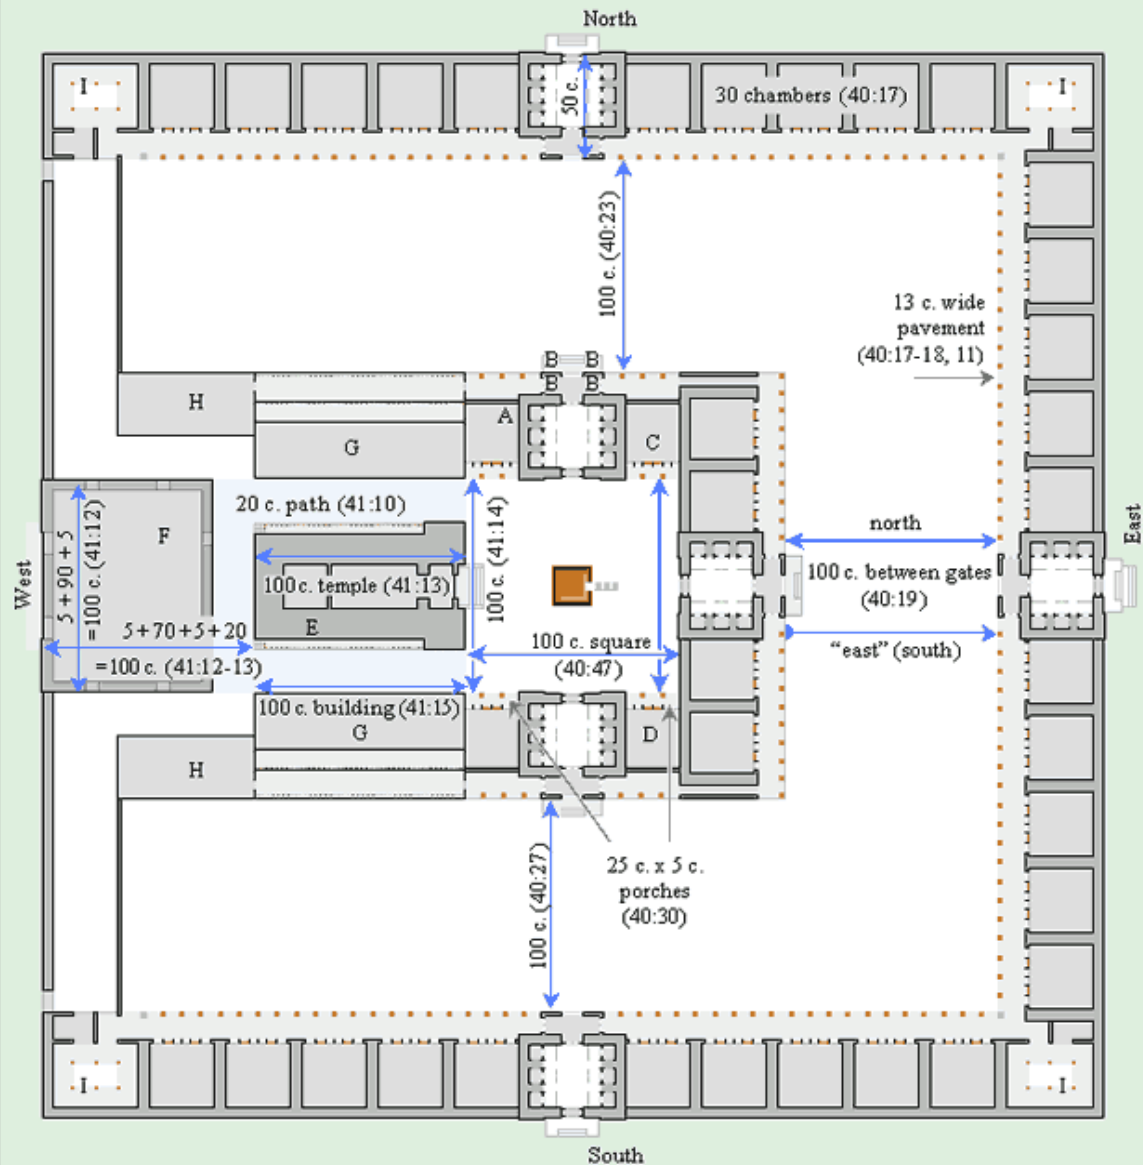 North
I
50 c.
30 chambers (40:17)
I
100 c. (40:23)
13 c. wide
pavement
(40:17-18, 11)
B B
B B
H
A
C
G
20 c. path (41:10)
north
East
West
5 + 90 + 5
=100 c. (41:12)
F
100 c. temple (41:13)
100 c. (41:14)
100 c. between gates
(40:19)
E
5+70+5+20
=100 c. (41:12-13)
100 c. square
(40:47)
“east” (south)
100 c. building (41:15)
G
D
H
25 c. x 5 c.
porches
(40:30)
100 c. (40:27)
I
I
South